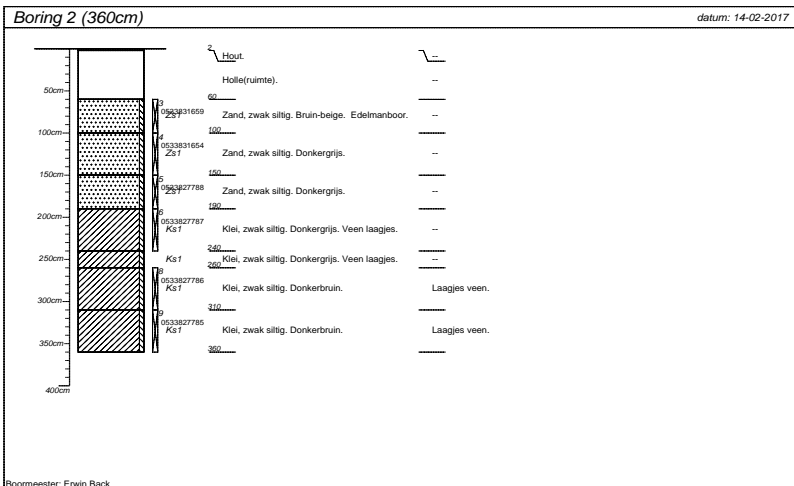 Boring 2 (360cm)
datum: 14-02-2017
2
Hout.
--
Holle(ruimte).
--
50cm
60
3
0533831659
Zs1
Zand, zwak siltig. Bruin-beige. Edelmanboor.
--
100cm
100
4
0533831654
Zs1
Zand, zwak siltig. Donkergrijs.
--
150cm
150
5
0533827788
Zs1
Zand, zwak siltig. Donkergrijs.
--
190
200cm
6
0533827787
Ks1
Klei, zwak siltig. Donkergrijs. Veen laagjes.
--
240
250cm
Ks1
Klei, zwak siltig. Donkergrijs. Veen laagjes.
--
260
8
0533827786
Ks1
Klei, zwak siltig. Donkerbruin.
Laagjes veen.
300cm
310
9
0533827785
Ks1
Klei, zwak siltig. Donkerbruin.
Laagjes veen.
350cm
360
400cm
Boormeester: Erwin Back